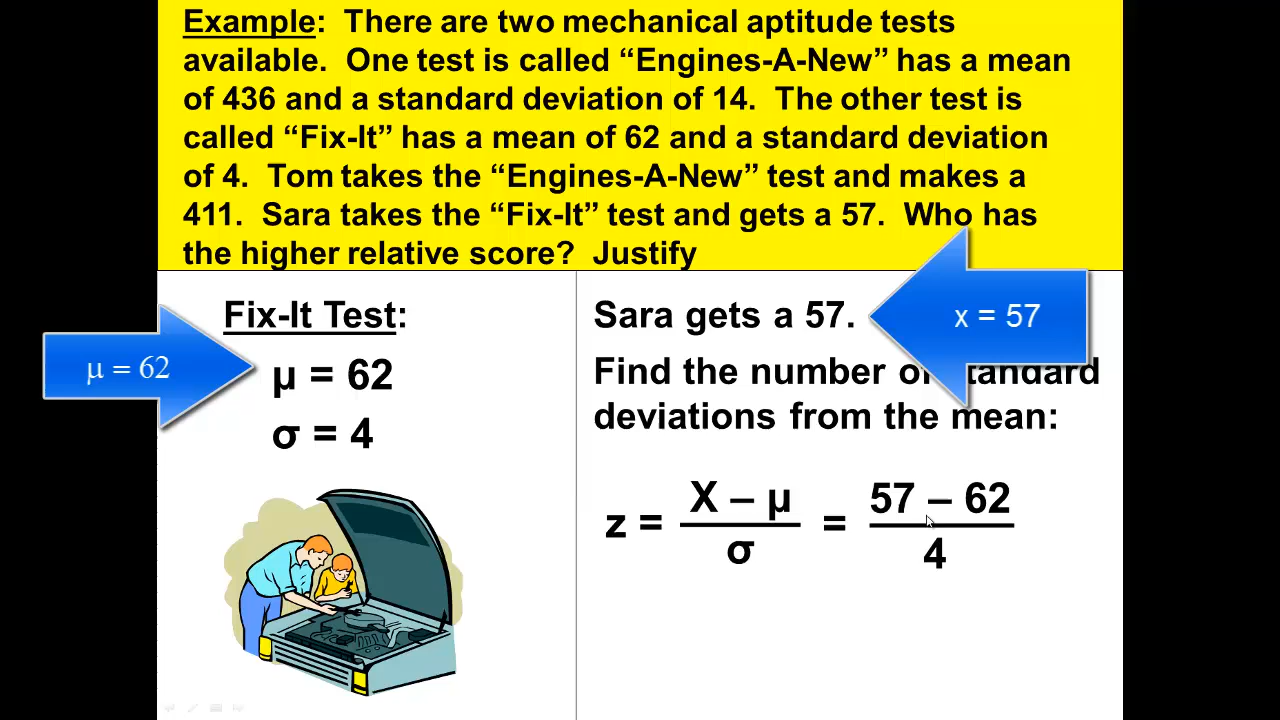 Example:  There are two mechanical aptitude tests
available.  One test is called “Engines-A-New” has a mean
of 436 and a standard deviation of 14.  The other test is
called “Fix-It” has a mean of 62 and a standard deviation
of 4.  Tom takes the “Engines-A-New” test and makes a
411.  Sara takes the “Fix-It” test and gets a 57.  Who has
the higher relative score?  Justify
Fix-It Test:
μ = 62
μ = 62
σ = 4
Sara gets a 57.
x = 57
Find the number of standard
deviations from the mean:
z = X – μ / σ = 57 – 62 / 4